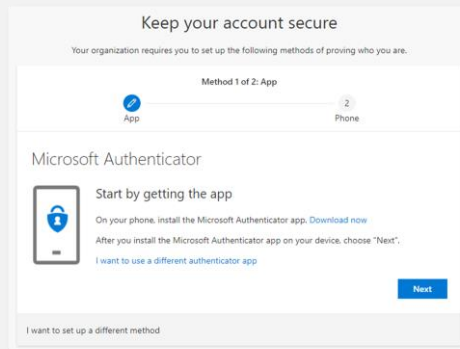 Keep your account secure
Your organization requires you to set up the following methods of proving who you are.
Method 1 of 2: App
App
2
Phone
Microsoft Authenticator
Start by getting the app
On your phone, install the Microsoft Authenticator app. Download now
After you install the Microsoft Authenticator app on your device, choose "Next".
I want to use a different authenticator app
Next
I want to set up a different method